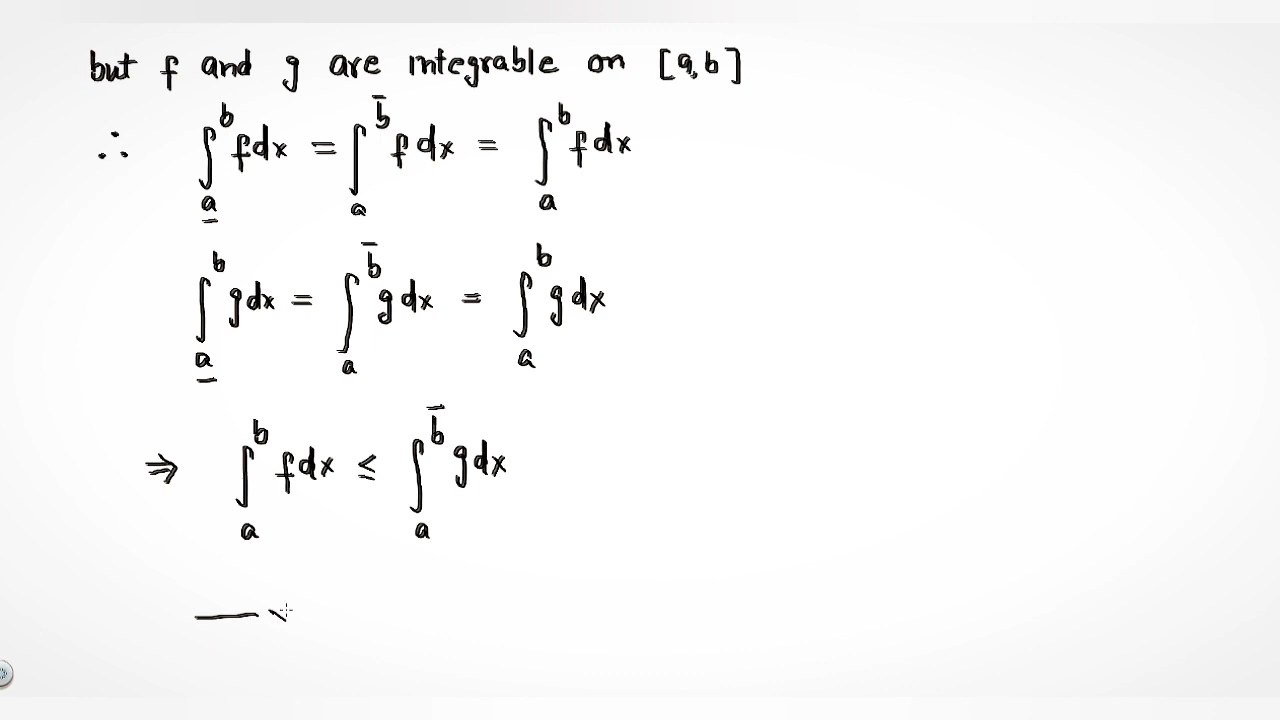 but f and g are integrable on [a,b]
∴ ∫_a̲^b f dx = ∫_a^b̅ f dx = ∫_a^b f dx
∫_a̲^b g dx = ∫_a^b̅ g dx = ∫_a^b g dx
⇒ ∫_a^b f dx ≤ ∫_a^b̅ g dx